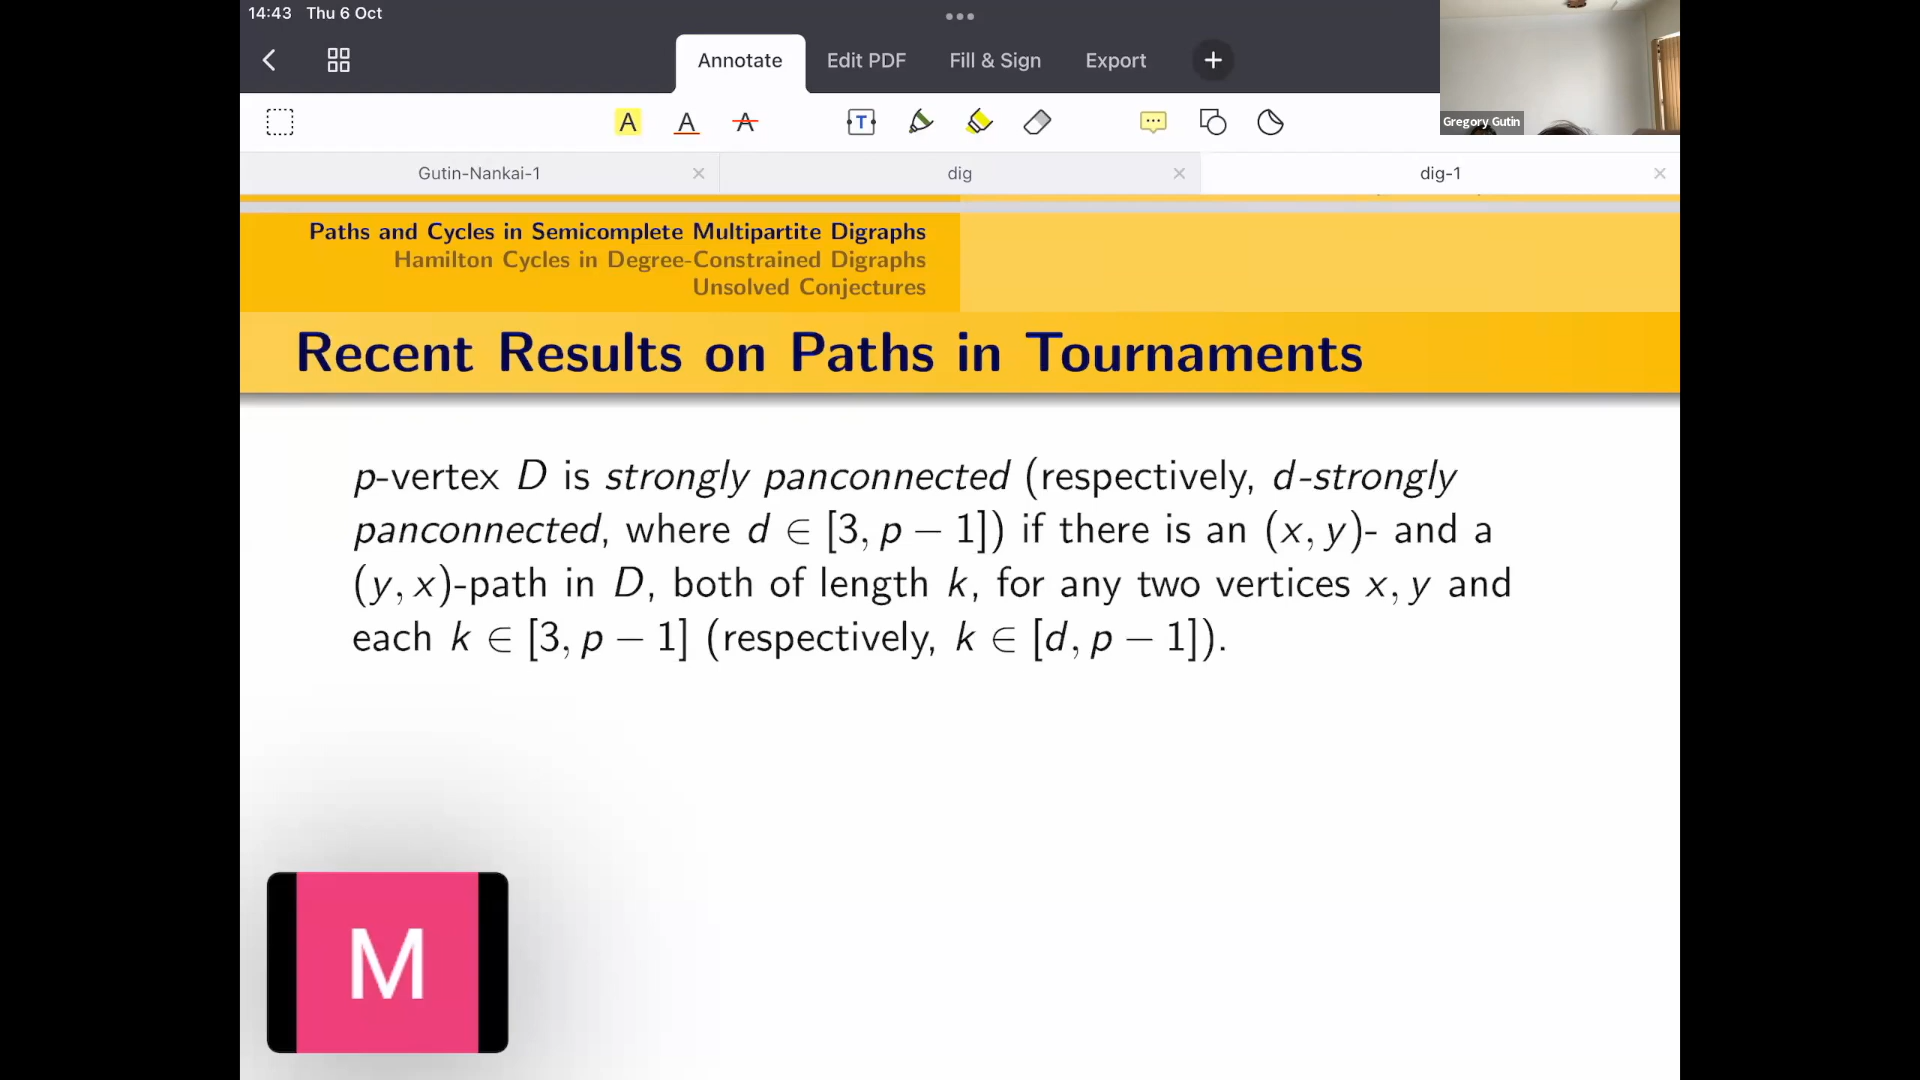 14:43 Thu 6 Oct
Annotate Edit PDF Fill & Sign Export
A A A T
Gregory Gutin
Gutin-Nankai-1 dig dig-1
Paths and Cycles in Semicomplete Multipartite Digraphs
Hamilton Cycles in Degree-Constrained Digraphs
Unsolved Conjectures
Recent Results on Paths in Tournaments
p-vertex D is strongly panconnected (respectively, d-strongly
panconnected, where d ∈ [3, p − 1]) if there is an (x, y)- and a
(y, x)-path in D, both of length k, for any two vertices x, y and
each k ∈ [3, p − 1] (respectively, k ∈ [d, p − 1]).
M